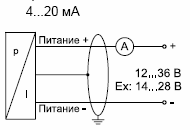 4...20 мА
Питание +
A
+
p
12...36 В
Ex: 14...28 В
I
Питание -
-